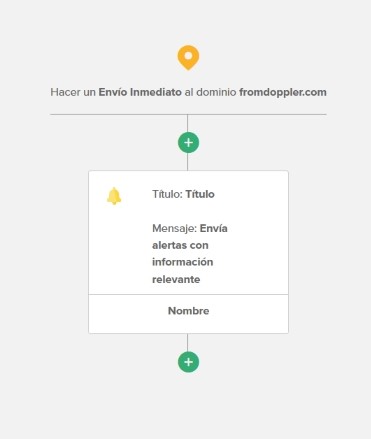 Hacer un Envío Inmediato al dominio fromdoppler.com
Título: Título
Mensaje: Envía
alertas con
información
relevante
Nombre